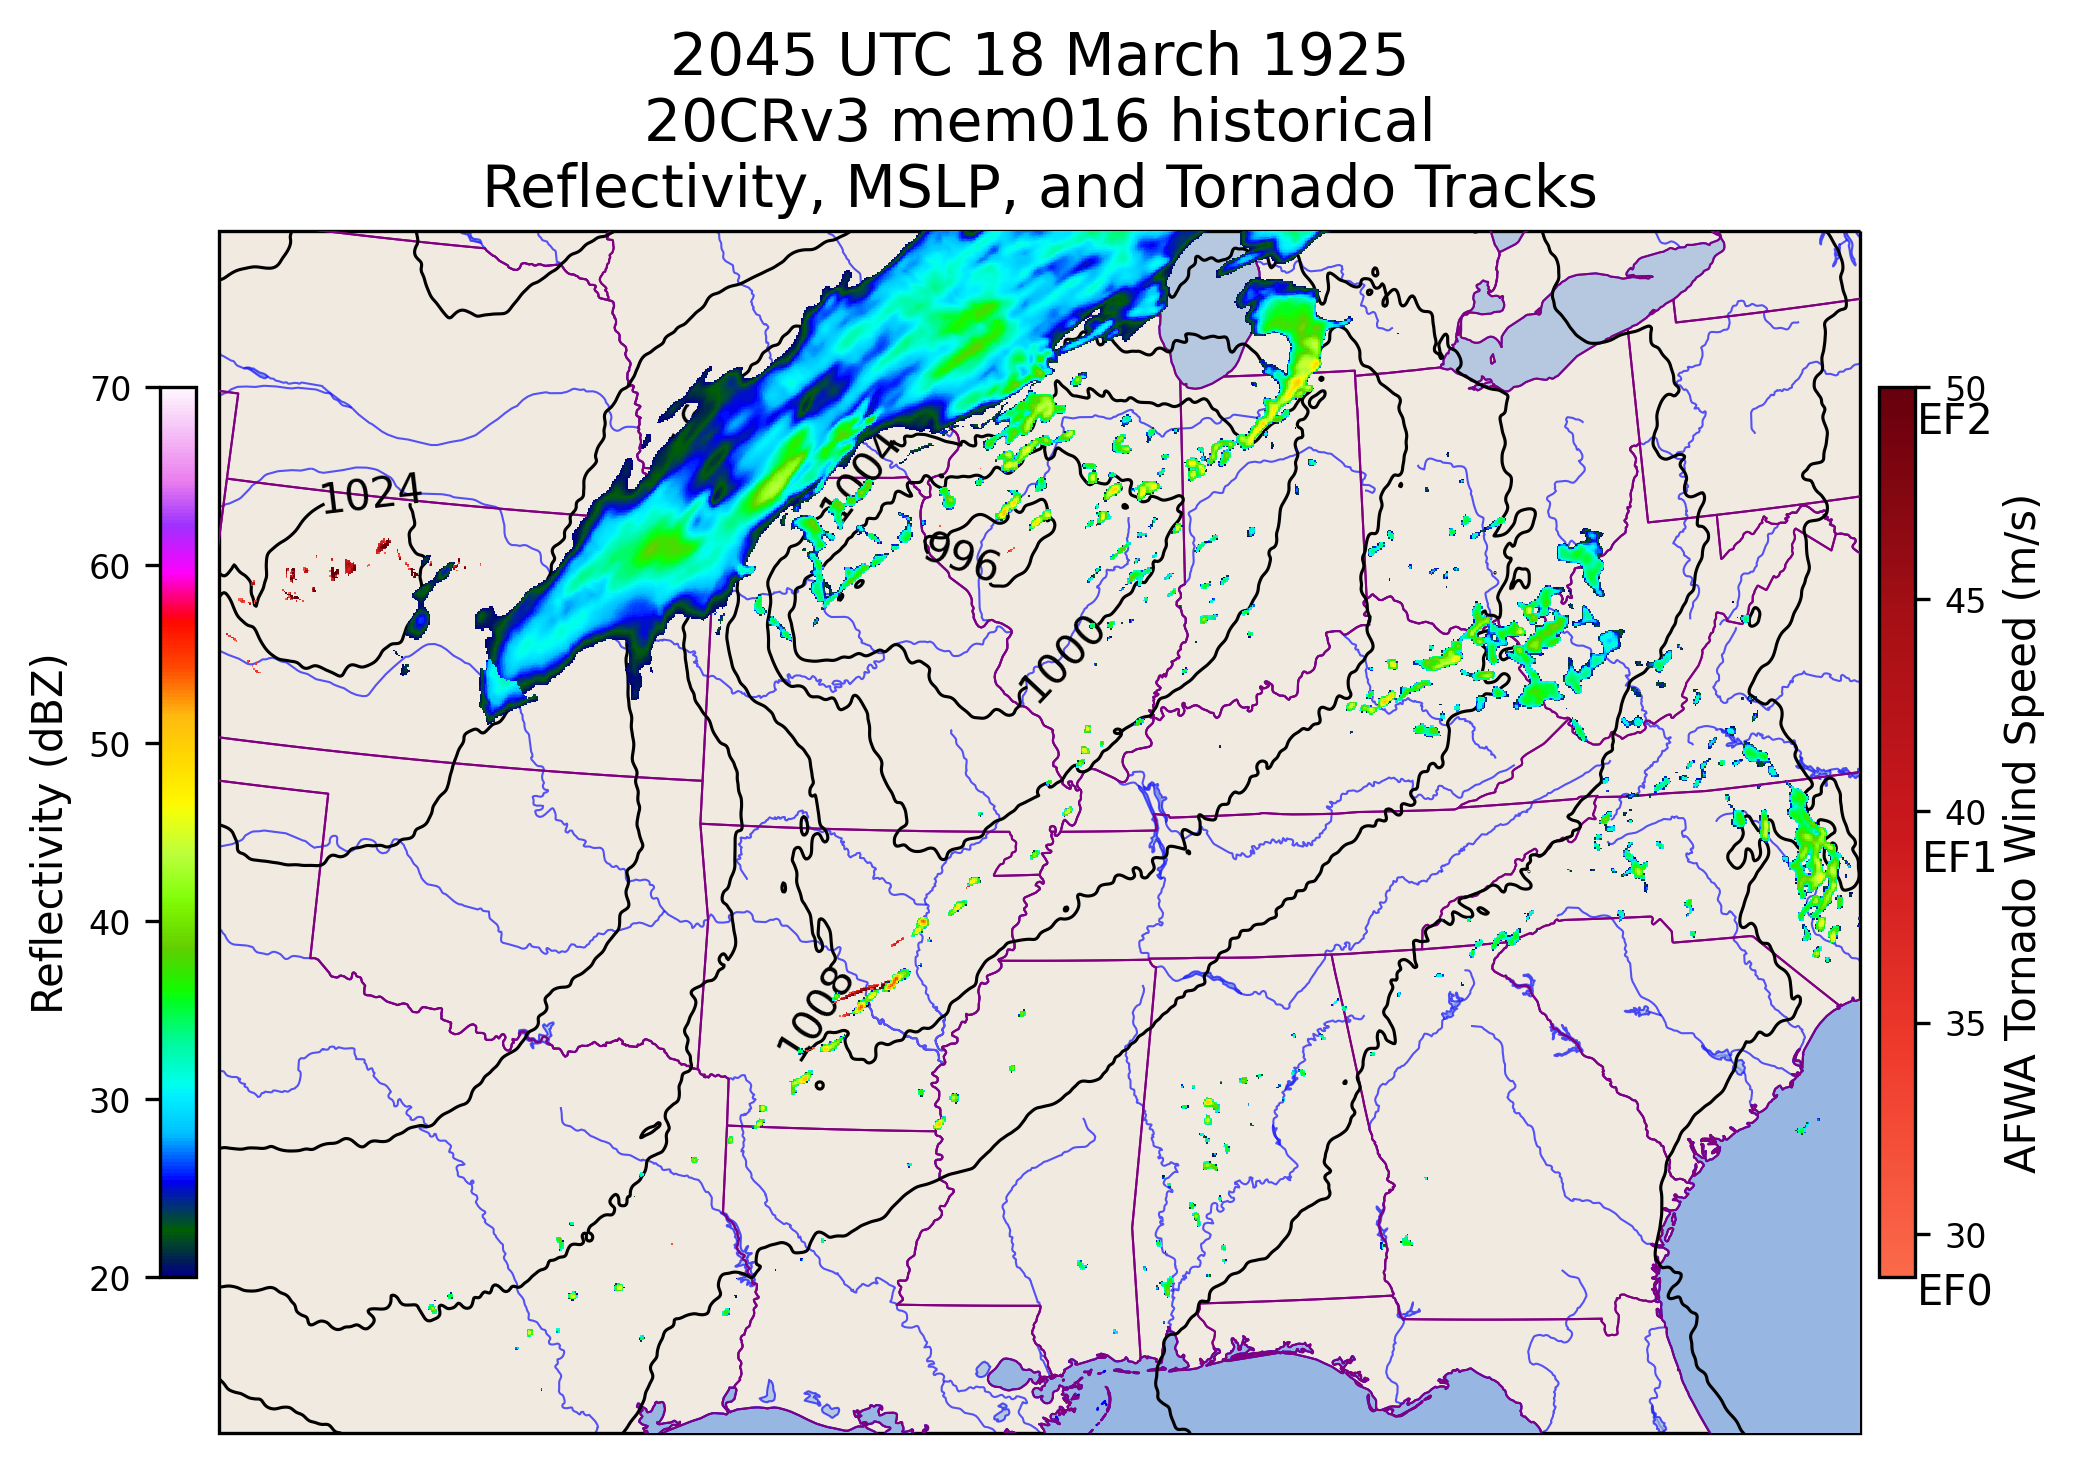 2045 UTC 18 March 1925
20CRv3 mem016 historical
Reflectivity, MSLP, and Tornado Tracks
Reflectivity (dBZ)
70
60
50
40
30
20
1024
1004
996
1000
1008
50
EF2
45
40
EF1
35
30
EF0
AFWA Tornado Wind Speed (m/s)